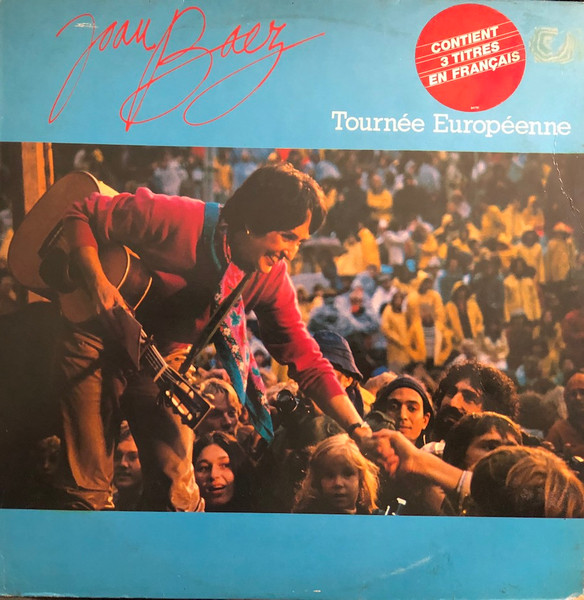 Joan Baez
CONTIENT
3 TITRES
EN FRANÇAIS
Tournée Européenne